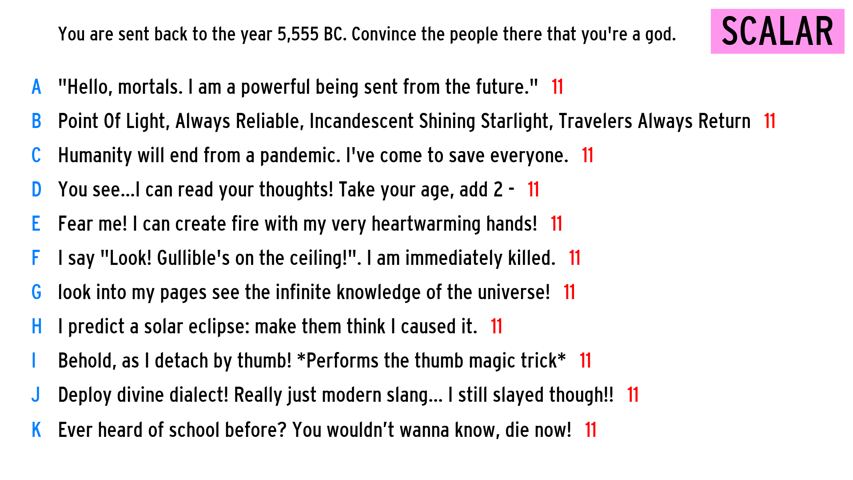 You are sent back to the year 5,555 BC. Convince the people there that you're a god.
SCALAR
A "Hello, mortals. I am a powerful being sent from the future." 11
B Point Of Light, Always Reliable, Incandescent Shining Starlight, Travelers Always Return 11
C Humanity will end from a pandemic. I've come to save everyone. 11
D You see...I can read your thoughts! Take your age, add 2 - 11
E Fear me! I can create fire with my very heartwarming hands! 11
F I say "Look! Gullible's on the ceiling!". I am immediately killed. 11
G look into my pages see the infinite knowledge of the universe! 11
H I predict a solar eclipse: make them think I caused it. 11
I Behold, as I detach by thumb! *Performs the thumb magic trick* 11
J Deploy divine dialect! Really just modern slang... I still slayed though!! 11
K Ever heard of school before? You wouldn’t wanna know, die now! 11